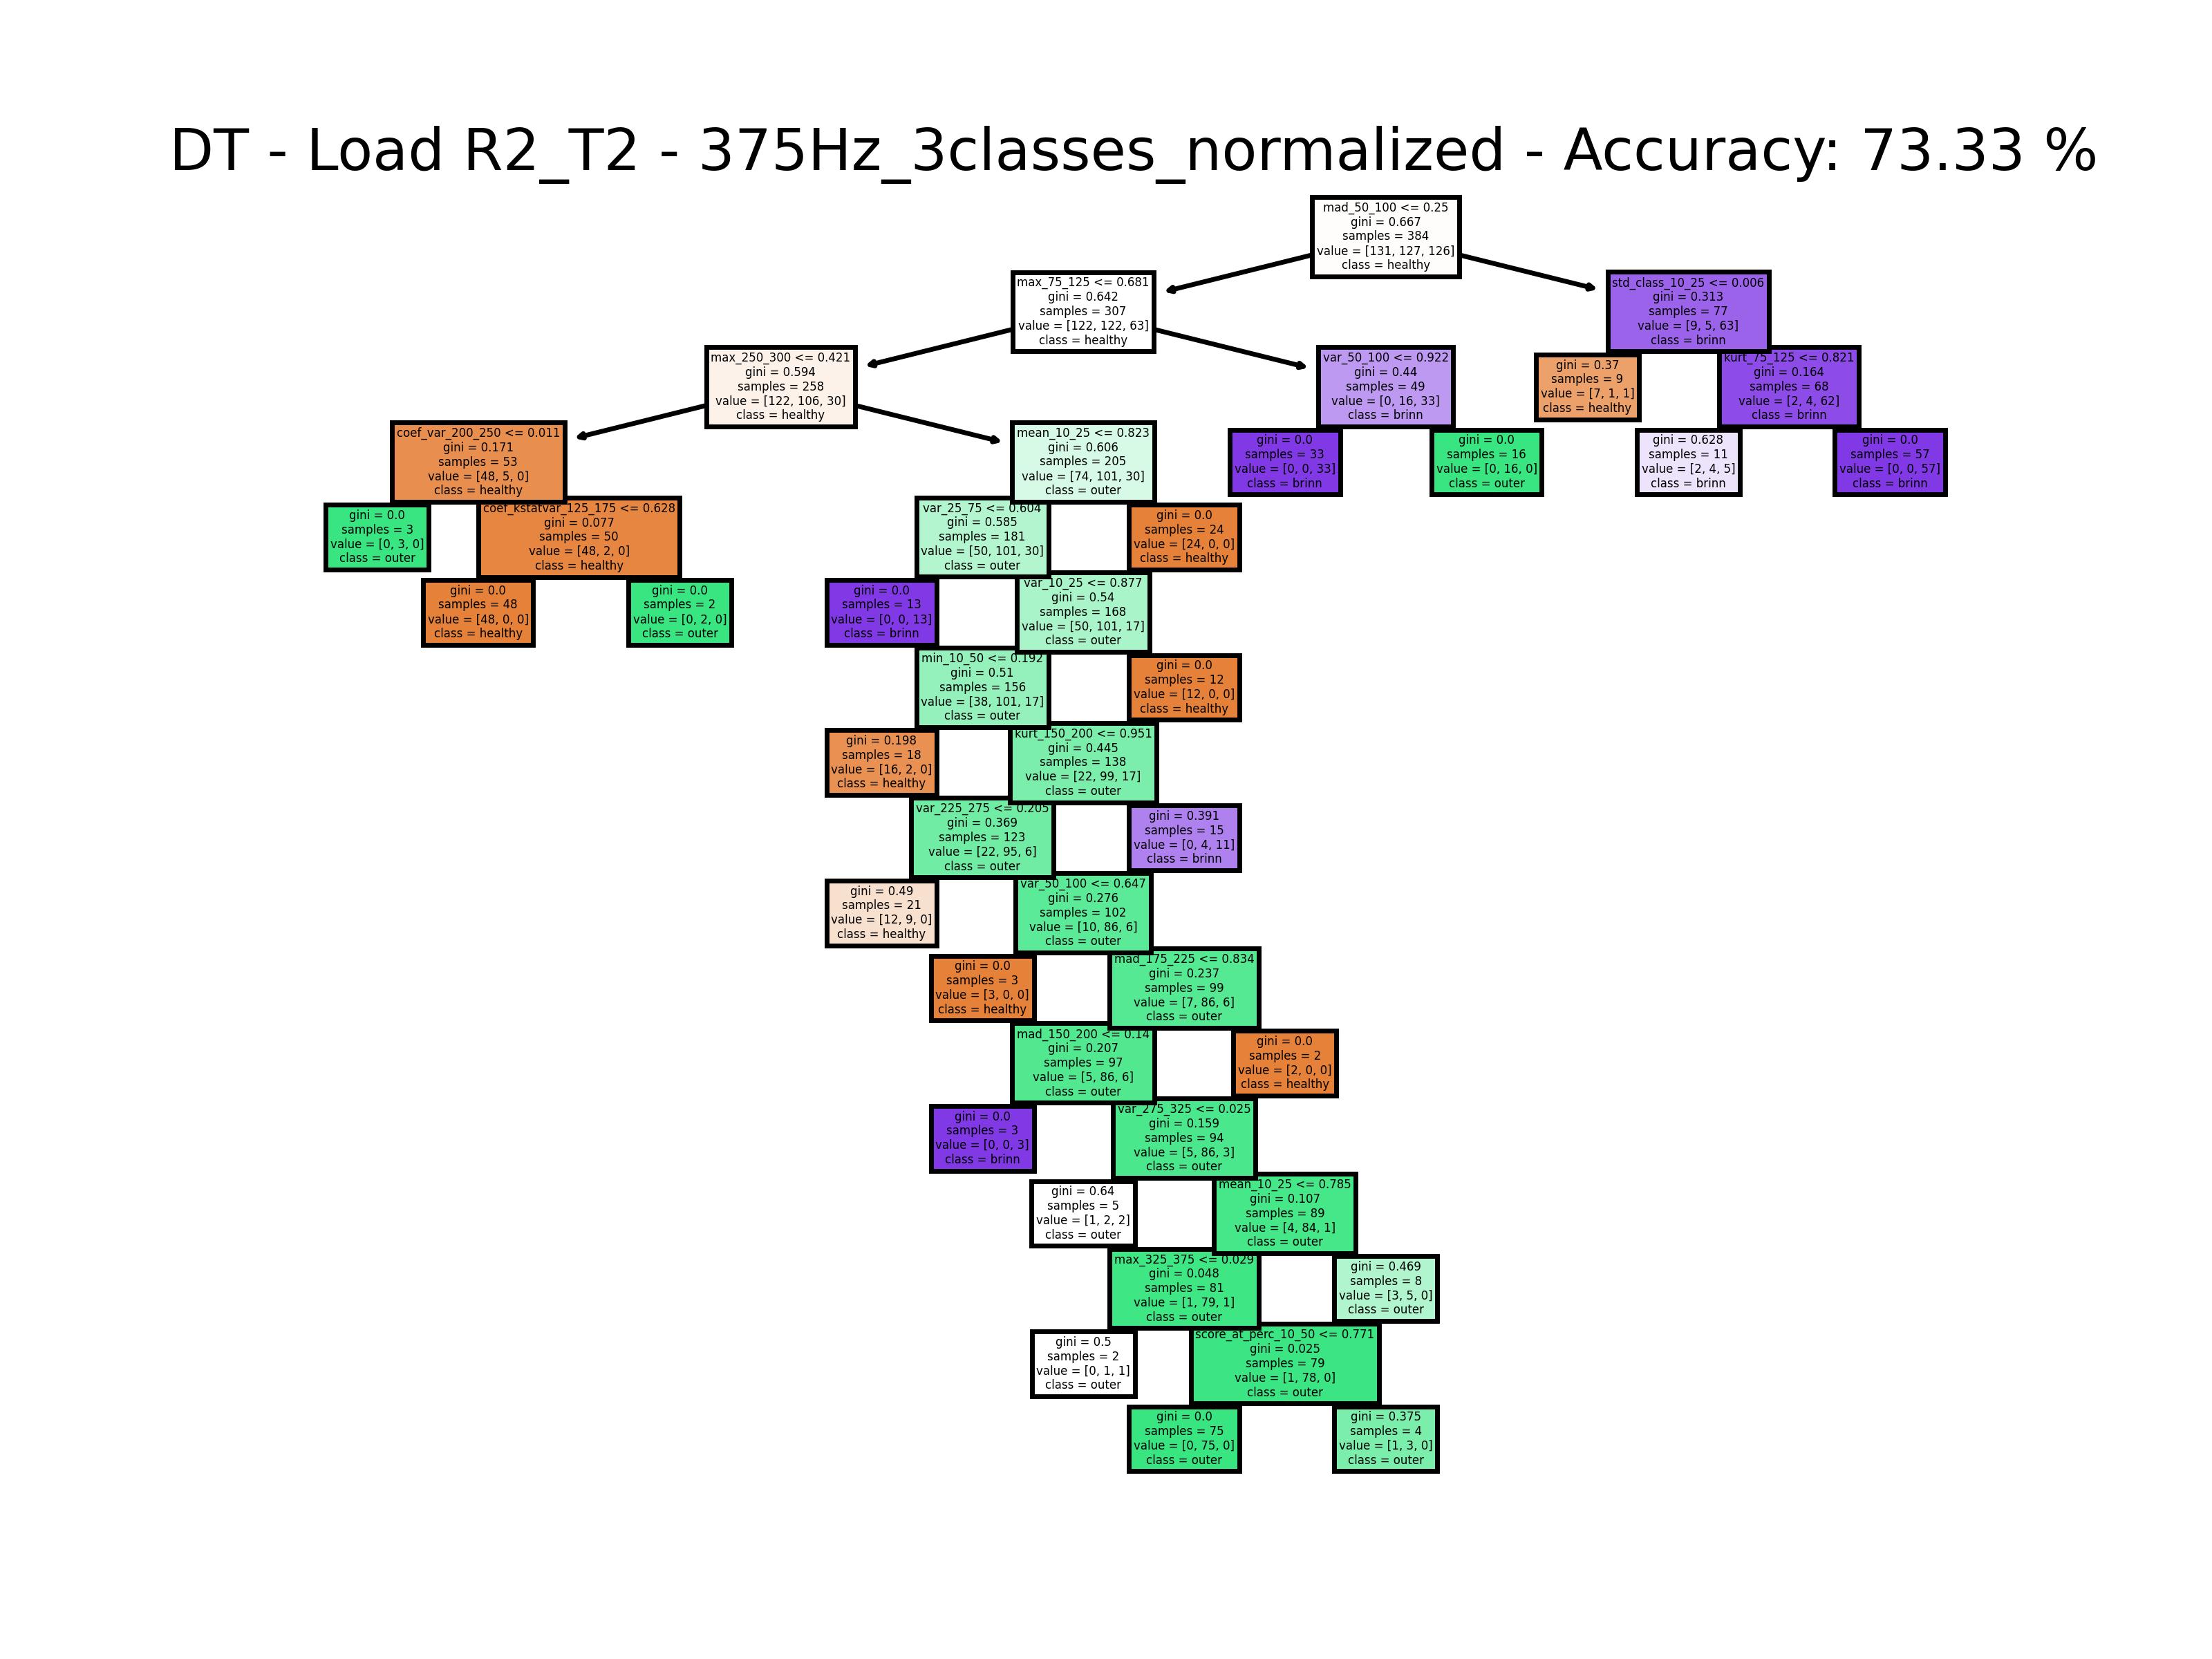 DT - Load R2_T2 - 375Hz_3classes_normalized - Accuracy: 73.33 %
mad_50_100 <= 0.25
gini = 0.667
samples = 384
value = [131, 127, 126]
class = healthy
max_75_125 <= 0.681
gini = 0.642
samples = 307
value = [122, 122, 63]
class = healthy
std_class_10_25 <= 0.006
gini = 0.313
samples = 77
value = [9, 5, 63]
class = brinn
max_250_300 <= 0.421
gini = 0.594
samples = 258
value = [122, 106, 30]
class = healthy
var_50_100 <= 0.922
gini = 0.44
samples = 49
value = [0, 16, 33]
class = brinn
gini = 0.37
samples = 9
value = [7, 1, 1]
class = healthy
kurt_75_125 <= 0.821
gini = 0.164
samples = 68
value = [2, 4, 62]
class = brinn
coef_var_200_250 <= 0.011
gini = 0.171
samples = 53
value = [48, 5, 0]
class = healthy
mean_10_25 <= 0.823
gini = 0.606
samples = 205
value = [74, 101, 30]
class = outer
gini = 0.0
samples = 33
value = [0, 0, 33]
class = brinn
gini = 0.0
samples = 16
value = [0, 16, 0]
class = outer
gini = 0.628
samples = 11
value = [2, 4, 5]
class = brinn
gini = 0.0
samples = 57
value = [0, 0, 57]
class = brinn
gini = 0.0
samples = 3
value = [0, 3, 0]
class = outer
coef_kstatvar_125_175 <= 0.628
gini = 0.077
samples = 50
value = [48, 2, 0]
class = healthy
var_25_75 <= 0.604
gini = 0.585
samples = 181
value = [50, 101, 30]
class = outer
gini = 0.0
samples = 24
value = [24, 0, 0]
class = healthy
gini = 0.0
samples = 48
value = [48, 0, 0]
class = healthy
gini = 0.0
samples = 2
value = [0, 2, 0]
class = outer
gini = 0.0
samples = 13
value = [0, 0, 13]
class = brinn
var_10_25 <= 0.877
gini = 0.54
samples = 168
value = [50, 101, 17]
class = outer
min_10_50 <= 0.192
gini = 0.51
samples = 156
value = [38, 101, 17]
class = outer
gini = 0.0
samples = 12
value = [12, 0, 0]
class = healthy
gini = 0.198
samples = 18
value = [16, 2, 0]
class = healthy
kurt_150_200 <= 0.951
gini = 0.445
samples = 138
value = [22, 99, 17]
class = outer
var_225_275 <= 0.205
gini = 0.369
samples = 123
value = [22, 95, 6]
class = outer
gini = 0.391
samples = 15
value = [0, 4, 11]
class = brinn
gini = 0.49
samples = 21
value = [12, 9, 0]
class = healthy
var_50_100 <= 0.647
gini = 0.276
samples = 102
value = [10, 86, 6]
class = outer
gini = 0.0
samples = 3
value = [3, 0, 0]
class = healthy
mad_175_225 <= 0.834
gini = 0.237
samples = 99
value = [7, 86, 6]
class = outer
mad_150_200 <= 0.14
gini = 0.207
samples = 97
value = [5, 86, 6]
class = outer
gini = 0.0
samples = 2
value = [2, 0, 0]
class = healthy
gini = 0.0
samples = 3
value = [0, 0, 3]
class = brinn
var_275_325 <= 0.025
gini = 0.159
samples = 94
value = [5, 86, 3]
class = outer
gini = 0.64
samples = 5
value = [1, 2, 2]
class = outer
mean_10_25 <= 0.785
gini = 0.107
samples = 89
value = [4, 84, 1]
class = outer
max_325_375 <= 0.029
gini = 0.048
samples = 81
value = [1, 79, 1]
class = outer
gini = 0.469
samples = 8
value = [3, 5, 0]
class = outer
gini = 0.5
samples = 2
value = [0, 1, 1]
class = outer
score_at_perc_10_50 <= 0.771
gini = 0.025
samples = 79
value = [1, 78, 0]
class = outer
gini = 0.0
samples = 75
value = [0, 75, 0]
class = outer
gini = 0.375
samples = 4
value = [1, 3, 0]
class = outer